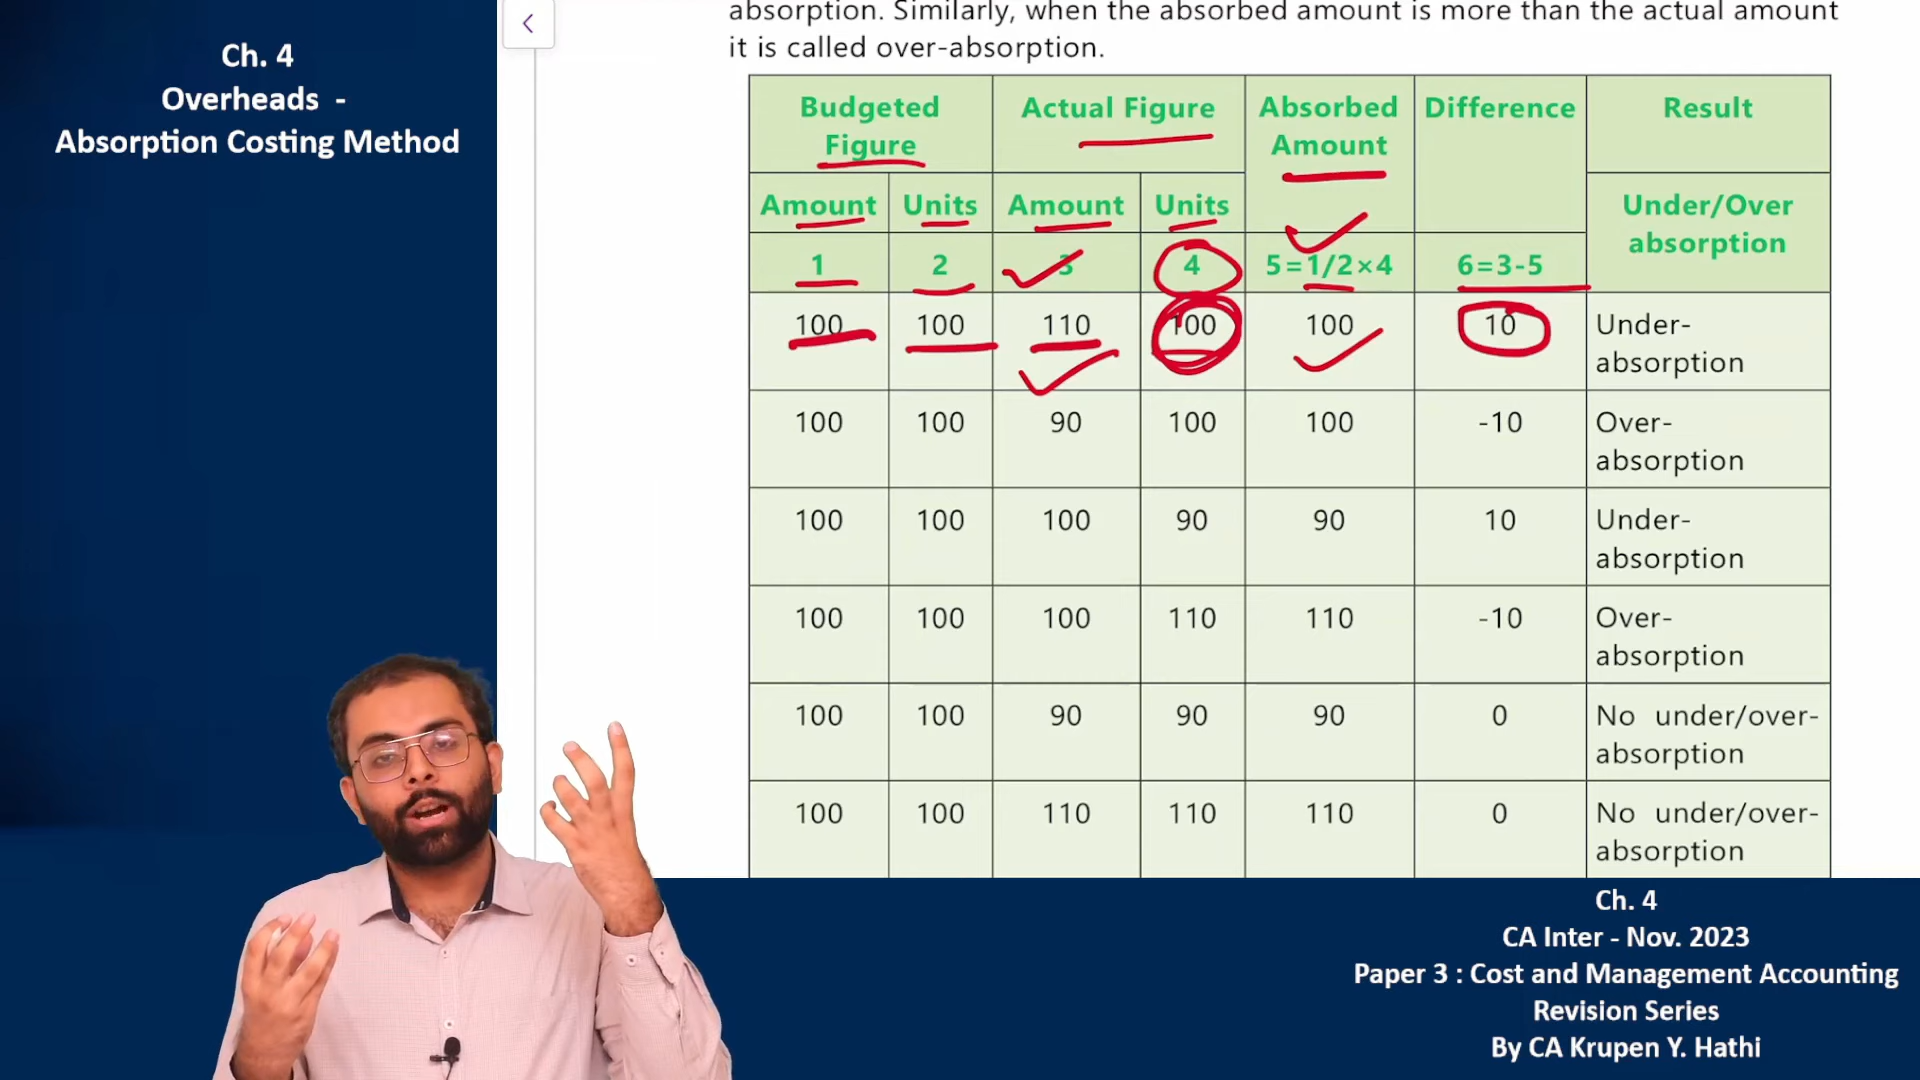 Ch. 4
Overheads -
Absorption Costing Method
absorption. Similarly, when the absorbed amount is more than the actual amount
it is called over-absorption.
Budgeted Figure Actual Figure Absorbed Amount Difference Result
Amount Units Amount Units Under/Over absorption
1 2 3 4 5=1/2×4 6=3-5
100 100 110 100 100 10 Under-absorption
100 100 90 100 100 -10 Over-absorption
100 100 100 90 90 10 Under-absorption
100 100 100 110 110 -10 Over-absorption
100 100 90 90 90 0 No under/over-absorption
100 100 110 110 110 0 No under/over-absorption
Ch. 4
CA Inter - Nov. 2023
Paper 3 : Cost and Management Accounting
Revision Series
By CA Krupen Y. Hathi